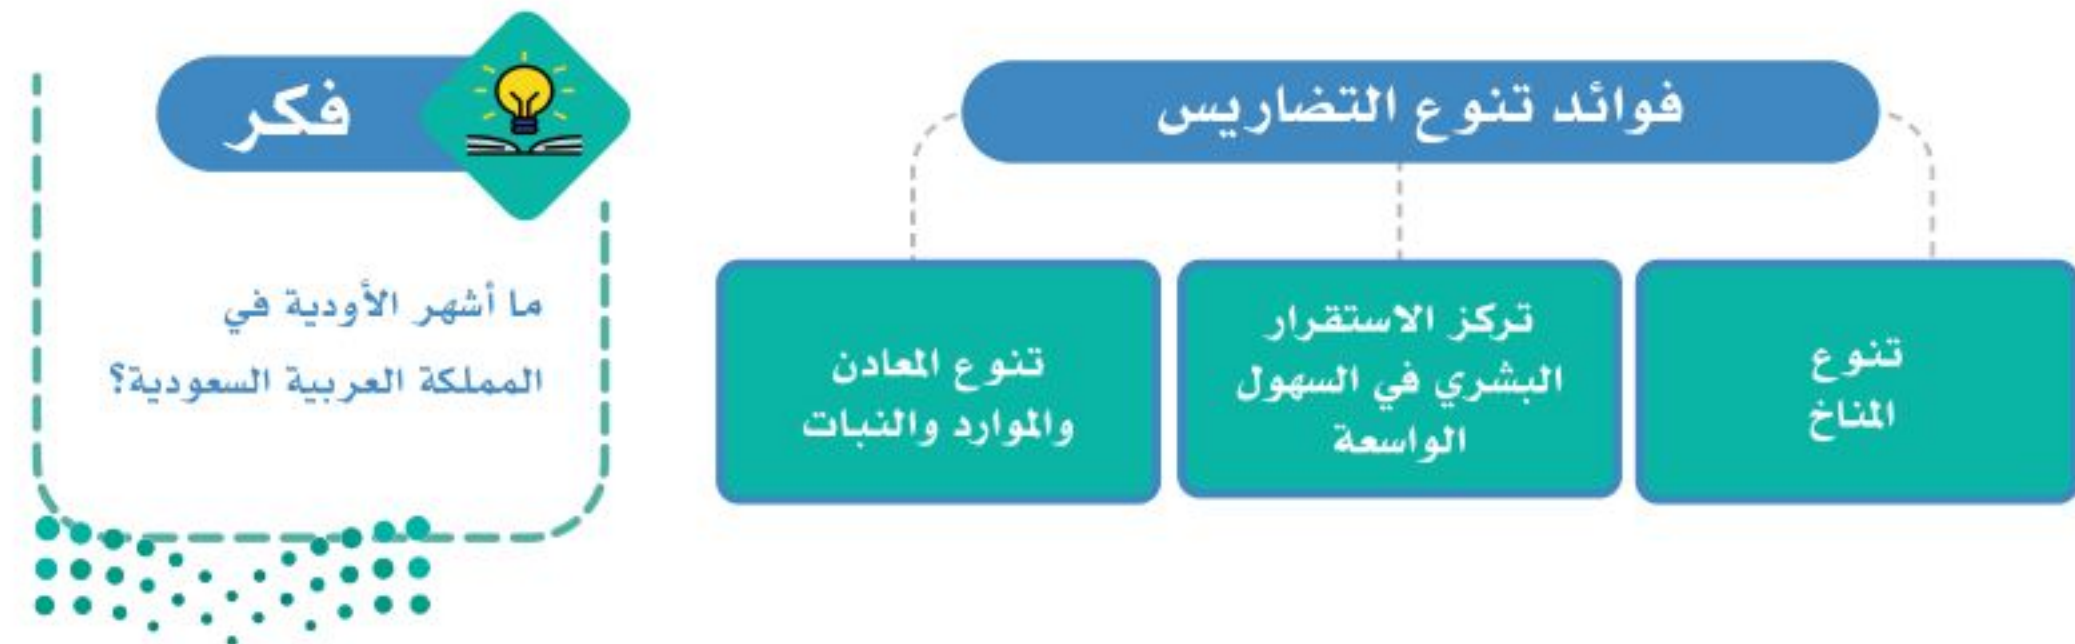 فوائد تنوع التضاريس
تنوع
المناخ
تركز الاستقرار
البشري في السهول
الواسعة
تنوع المعادن
والموارد والنبات
فكر
ما أشهر الأودية في
المملكة العربية السعودية؟